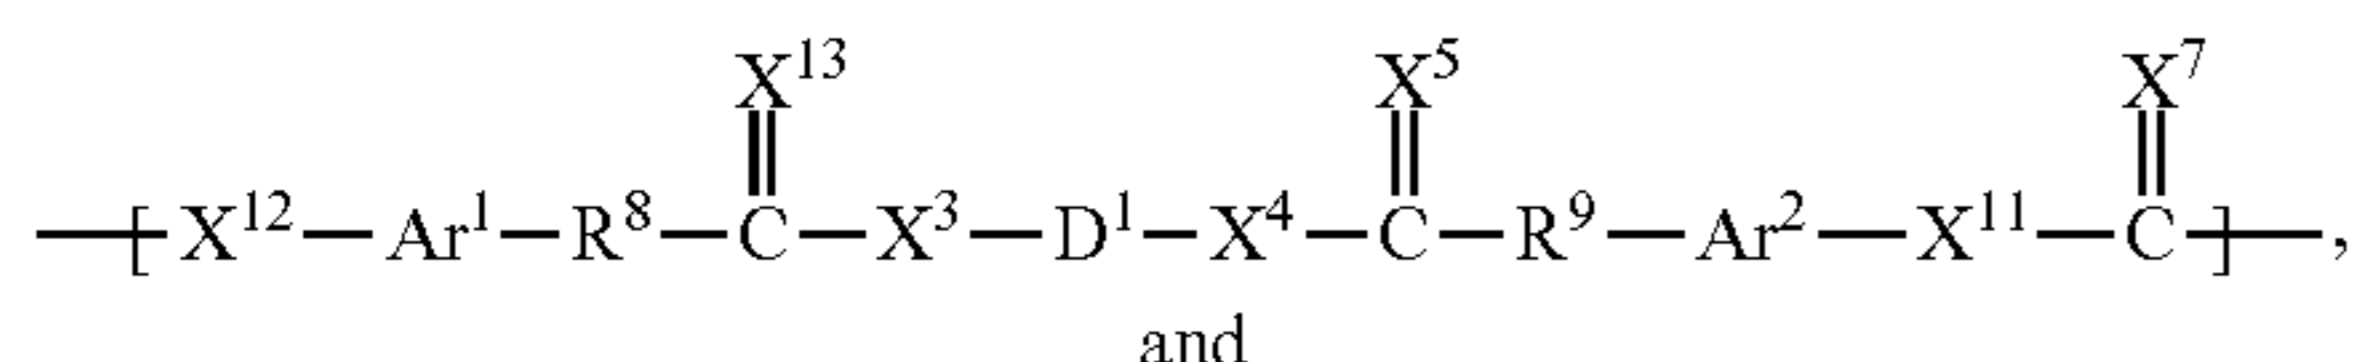 X¹³ X⁵ X⁷
—[X¹²—Ar¹—R⁸—C—X³—D¹—X⁴—C—R⁹—Ar²—X¹¹—C]—,
and